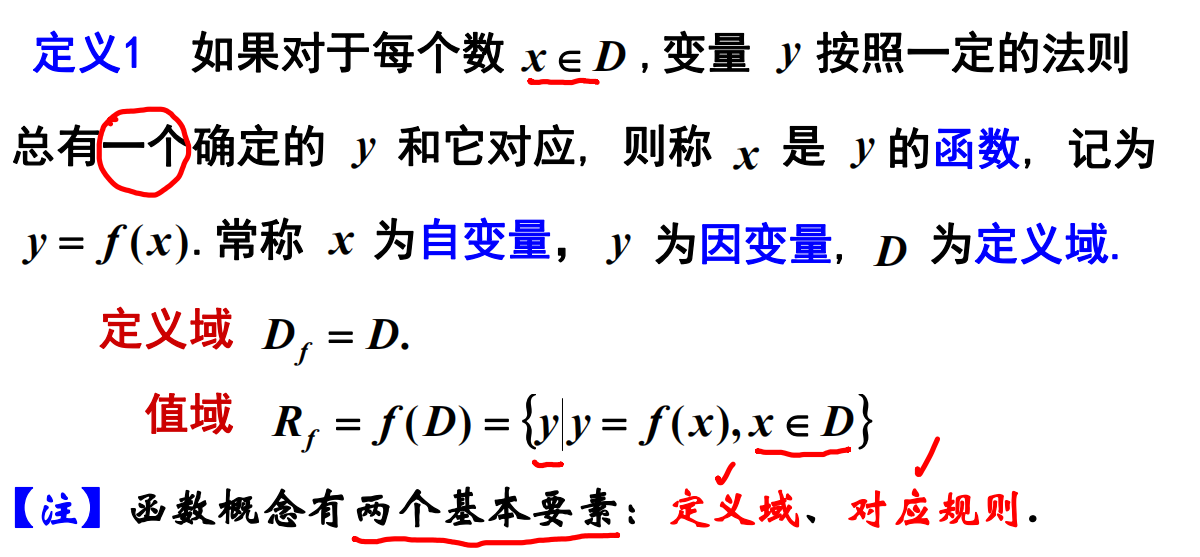 定义1 如果对于每个数 x∈D ,变量 y 按照一定的法则
总有一个确定的 y 和它对应, 则称 x 是 y 的函数, 记为
y = f(x). 常称 x 为自变量, y 为因变量, D 为定义域.
定义域 D_f = D.
值域 R_f = f(D) = {y|y = f(x), x∈D}
【注】函数概念有两个基本要素: 定义域、对应规则.